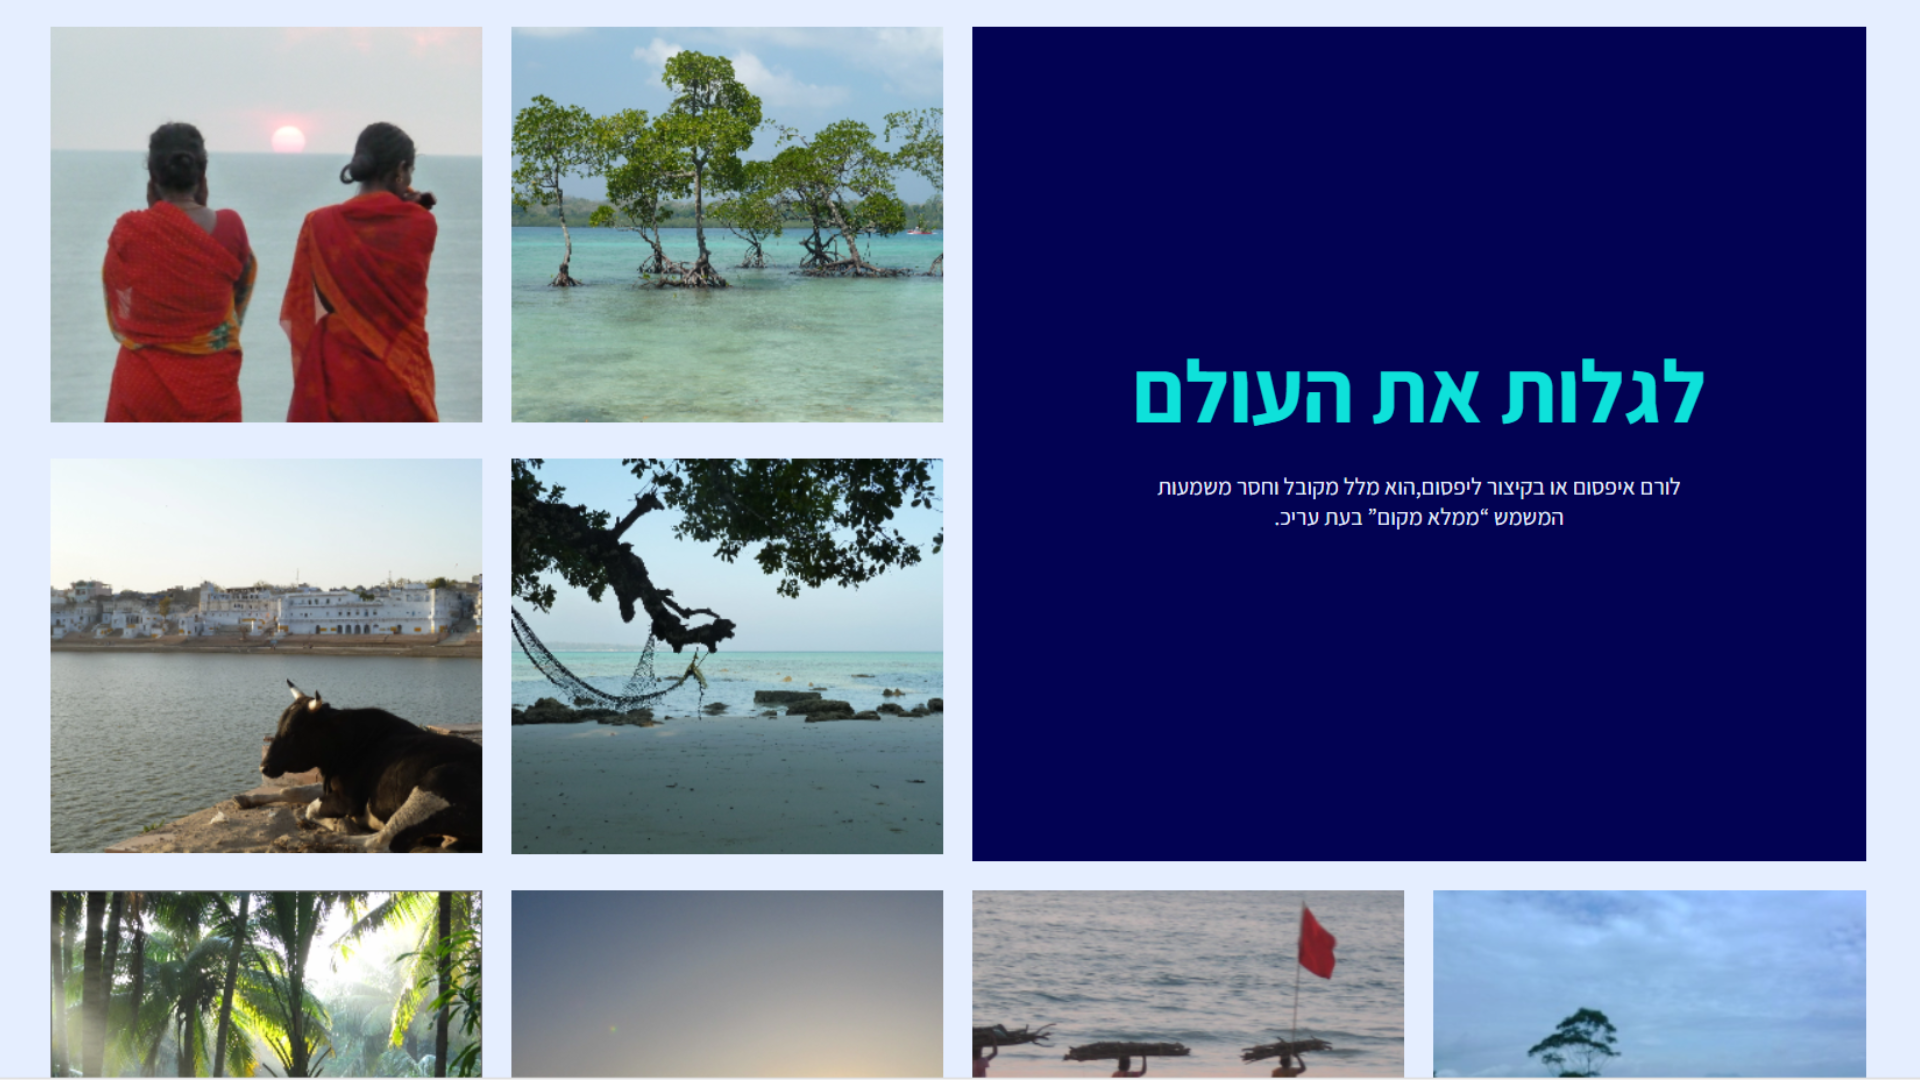 לגלות את העולם
לורם איפסום או בקיצור ליפסום,הוא מלל מקובל וחסר משמעות
המשמש “ממלא מקום” בעת עריכ.